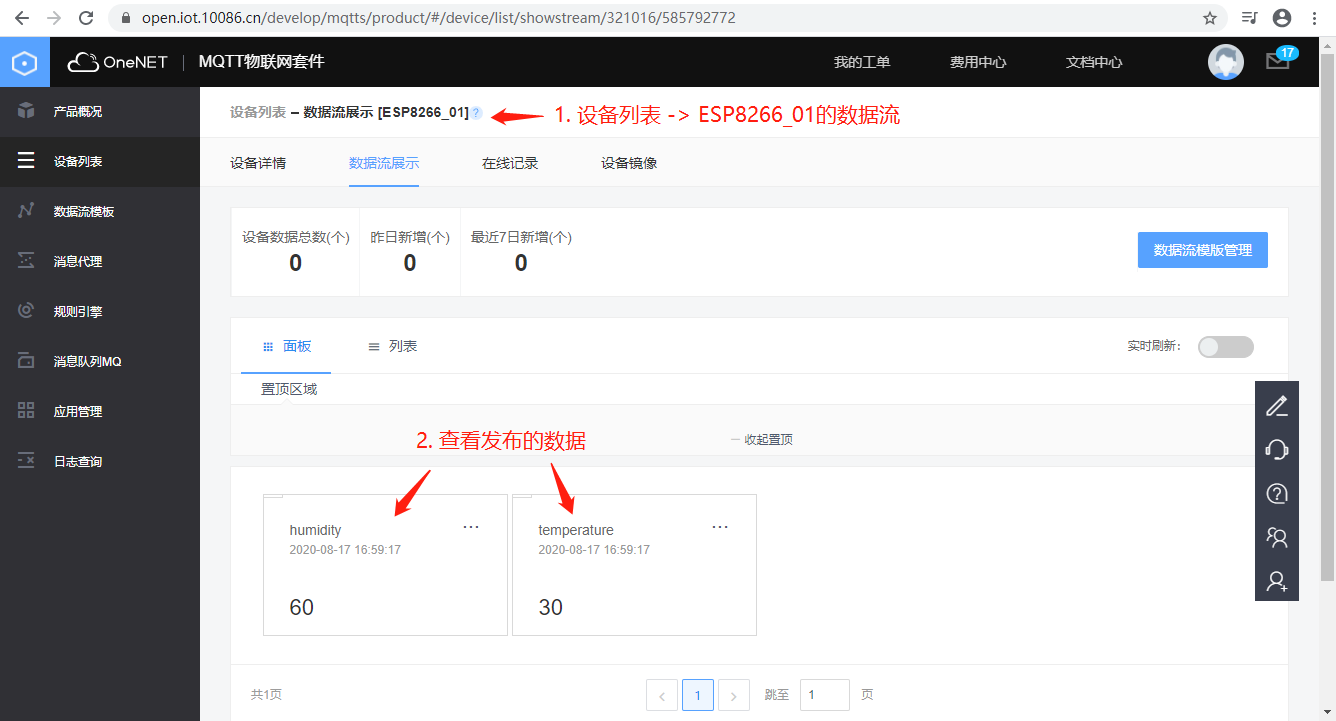 open.iot.10086.cn/develop/mqtts/product/#/device/list/showstream/321016/585792772
OneNET | MQTT物联网套件 我的工单 费用中心 文档中心 17
产品概况
设备列表
数据流模板
消息代理
规则引擎
消息队列MQ
应用管理
日志查询
设备列表 – 数据流展示 [ESP8266_01] ?
1. 设备列表 -> ESP8266_01的数据流
设备详情 数据流展示 在线记录 设备镜像
设备数据总数(个) 昨日新增(个) 最近7日新增(个)
0 0 0
数据流模版管理
面板 列表 实时刷新：
置顶区域
2. 查看发布的数据
收起置顶
humidity ...
2020-08-17 16:59:17
60
temperature ...
2020-08-17 16:59:17
30
共1页 < 1 > 跳至 1 页